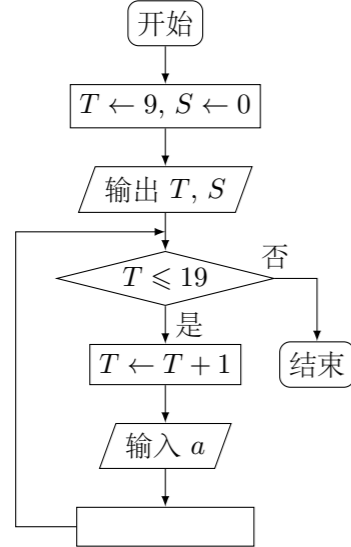 开始
T ← 9, S ← 0
输出 T, S
T ⩽ 19
否
是
T ← T + 1
结束
输入 a